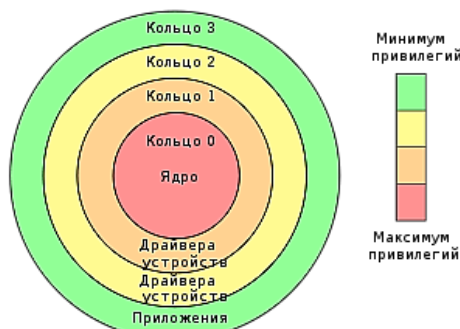 Кольцо 3
Кольцо 2
Кольцо 1
Кольцо 0
Ядро
Драйвера
устройств
Драйвера
устройств
Приложения
Минимум
привилегий
Максимум
привилегий